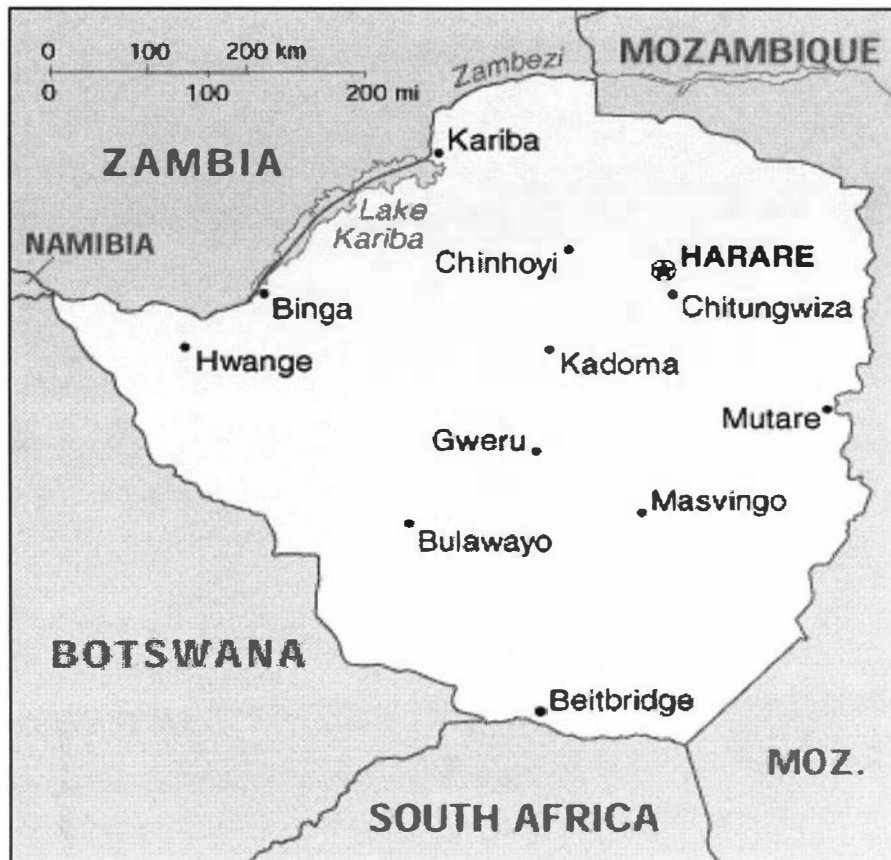 0 100 200 km
0 100 200 mi
Zambezi
MOZAMBIQUE
Kariba
ZAMBIA
Lake
Kariba
NAMIBIA
Chinhoyi
HARARE
Chitungwiza
Binga
Hwange
Kadoma
Mutare
Gweru
Masvingo
Bulawayo
BOTSWANA
Beitbridge
MOZ.
SOUTH AFRICA